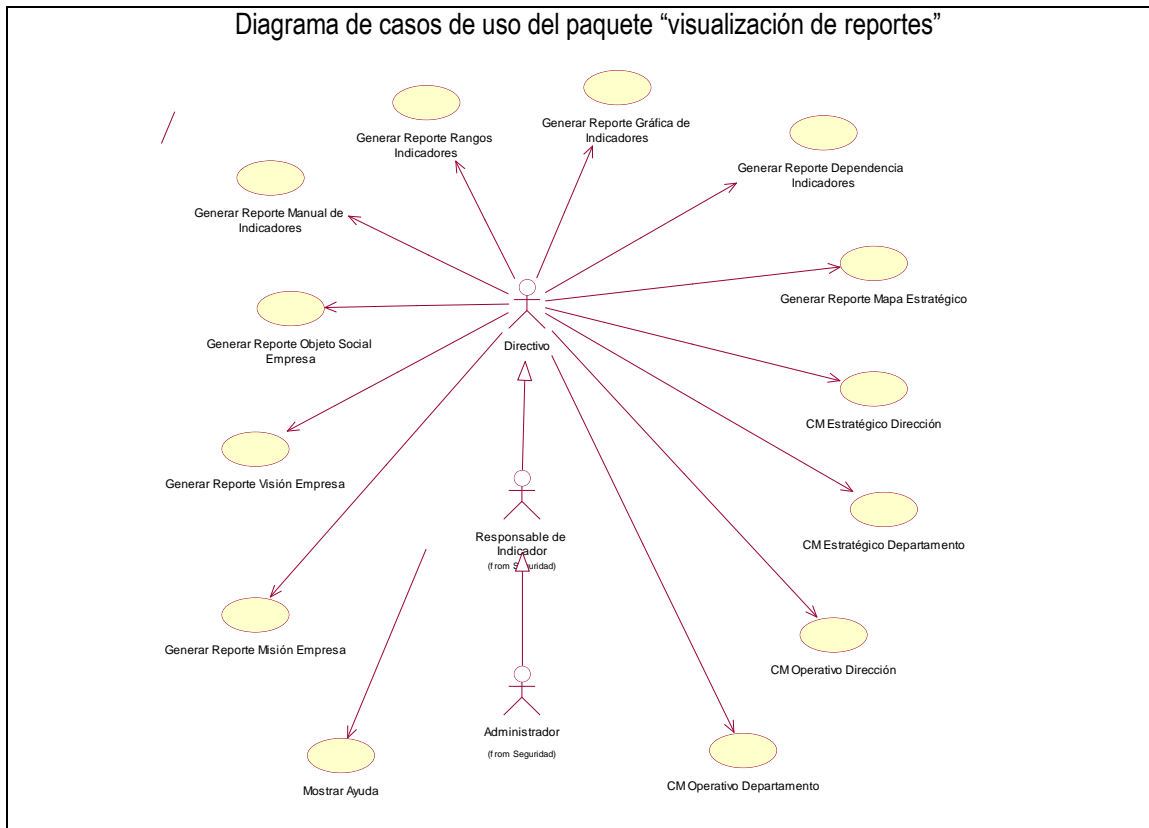 Diagrama de casos de uso del paquete “visualización de reportes”
Generar Reporte Gráfica de
Indicadores
Generar Reporte Rangos
Indicadores
Generar Reporte Dependencia
Indicadores
Generar Reporte Manual de
Indicadores
Generar Reporte Mapa Estratégico
Generar Reporte Objeto Social
Empresa
Directivo
CM Estratégico Dirección
Generar Reporte Visión Empresa
Responsable de
Indicador
(from Seguridad)
CM Estratégico Departamento
Generar Reporte Misión Empresa
CM Operativo Dirección
Administrador
(from Seguridad)
Mostrar Ayuda
CM Operativo Departamento